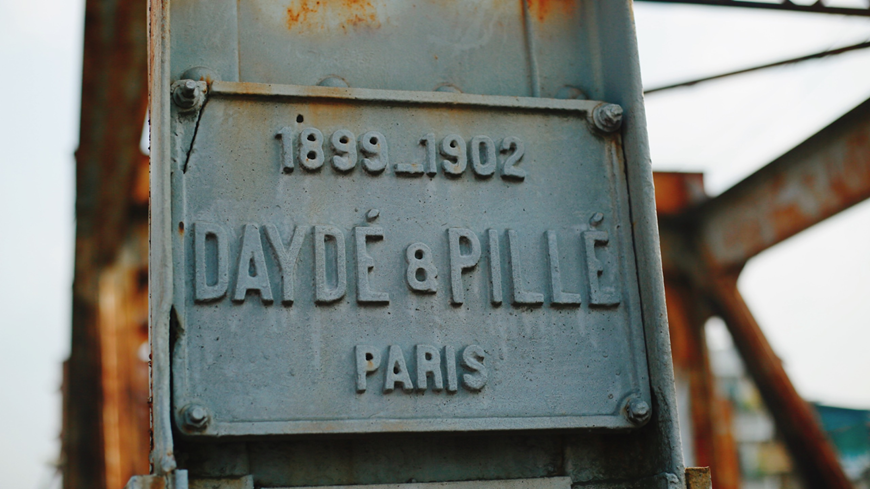 1899_1902
DAYDÉ & PILLÉ
PARIS